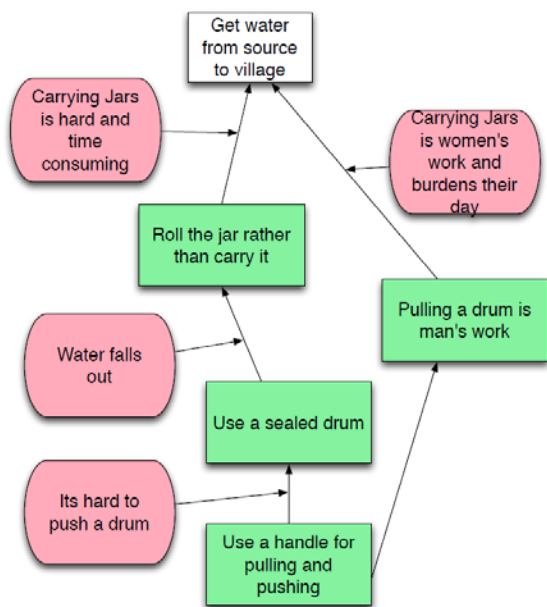 Get water
from source
to village
Carrying Jars
is hard and
time
consuming
Carrying Jars
is women's
work and
burdens their
day
Roll the jar rather
than carry it
Pulling a drum is
man's work
Water falls
out
Use a sealed drum
Its hard to
push a drum
Use a handle for
pulling and
pushing